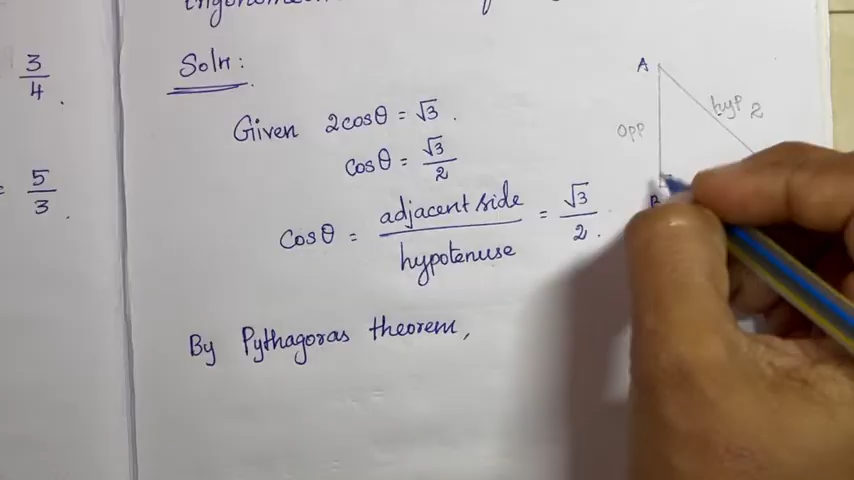 3/4.
= 5/3.
Soln:
Given 2cosθ = √3.
cosθ = √3/2
Cosθ = adjacent side/hypotenuse = √3/2.
By Pythagoras theorem,
A
hyp 2
opp
B